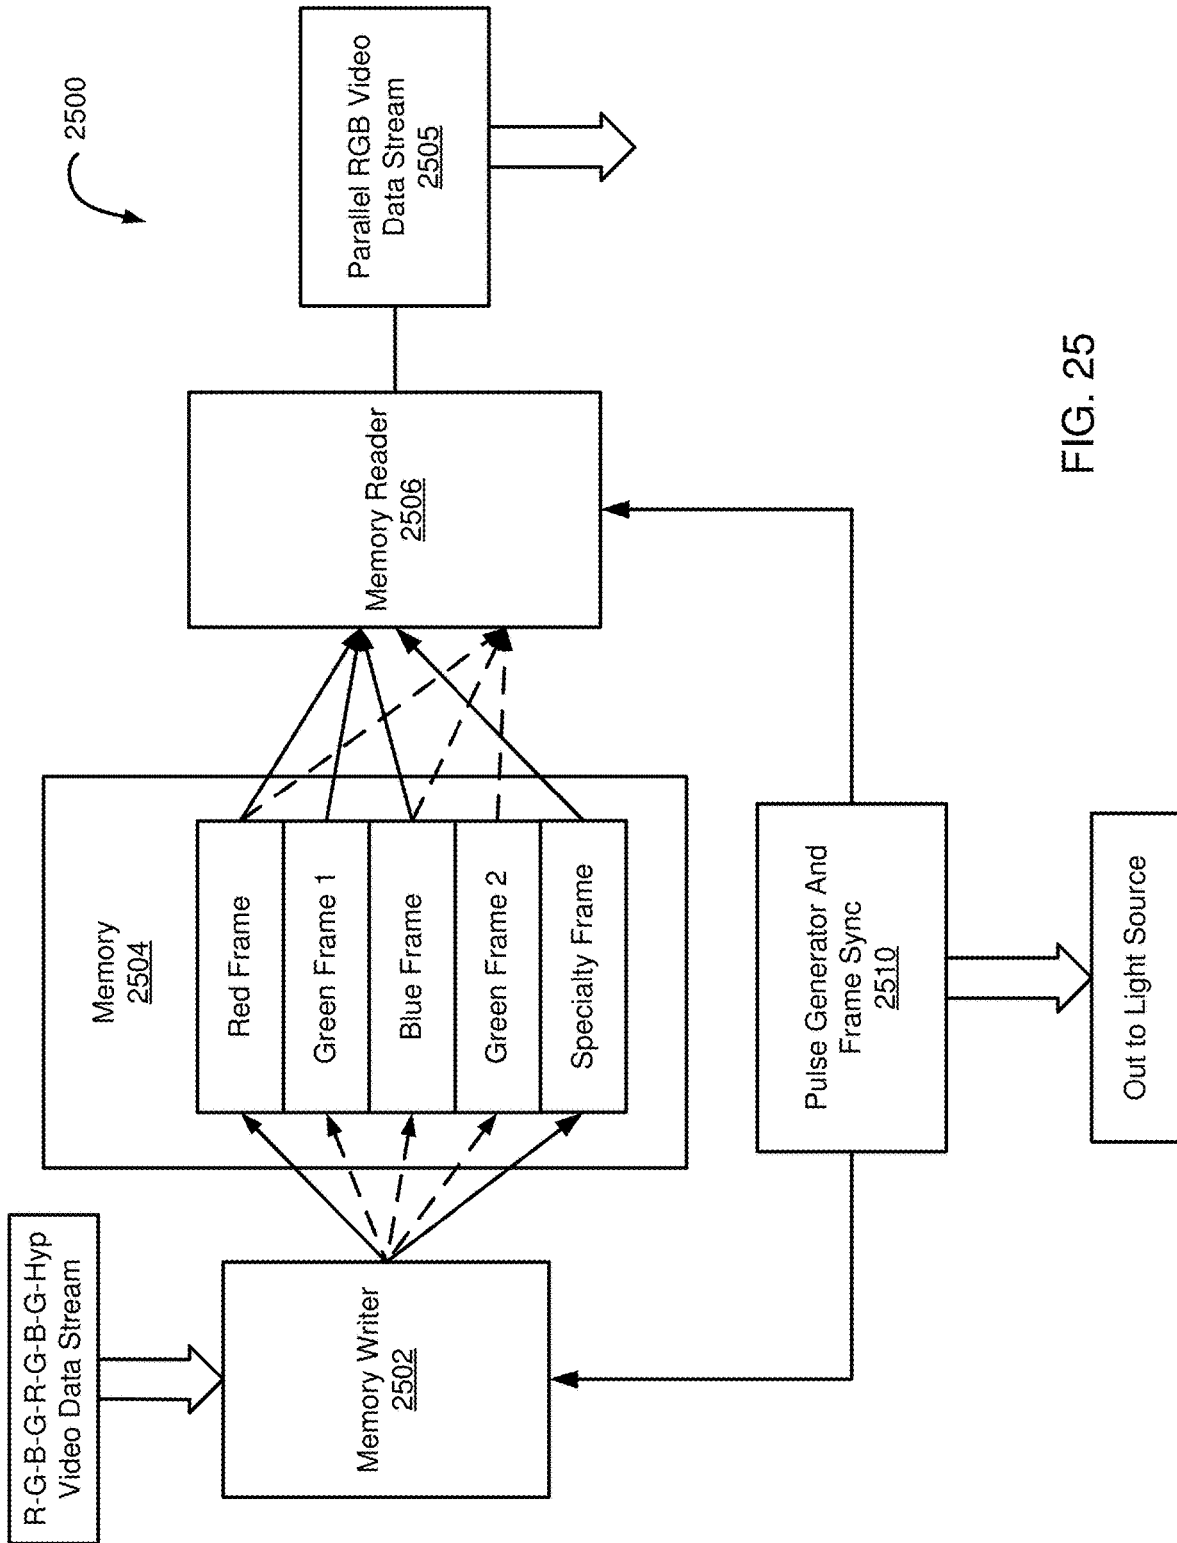 2500
R-G-B-G-R-G-B-G-Hyp
Video Data Stream
Memory Writer
2502
Memory
2504
Red Frame
Green Frame 1
Blue Frame
Green Frame 2
Specialty Frame
Memory Reader
2506
Parallel RGB Video
Data Stream
2505
Pulse Generator And
Frame Sync
2510
Out to Light Source
FIG. 25